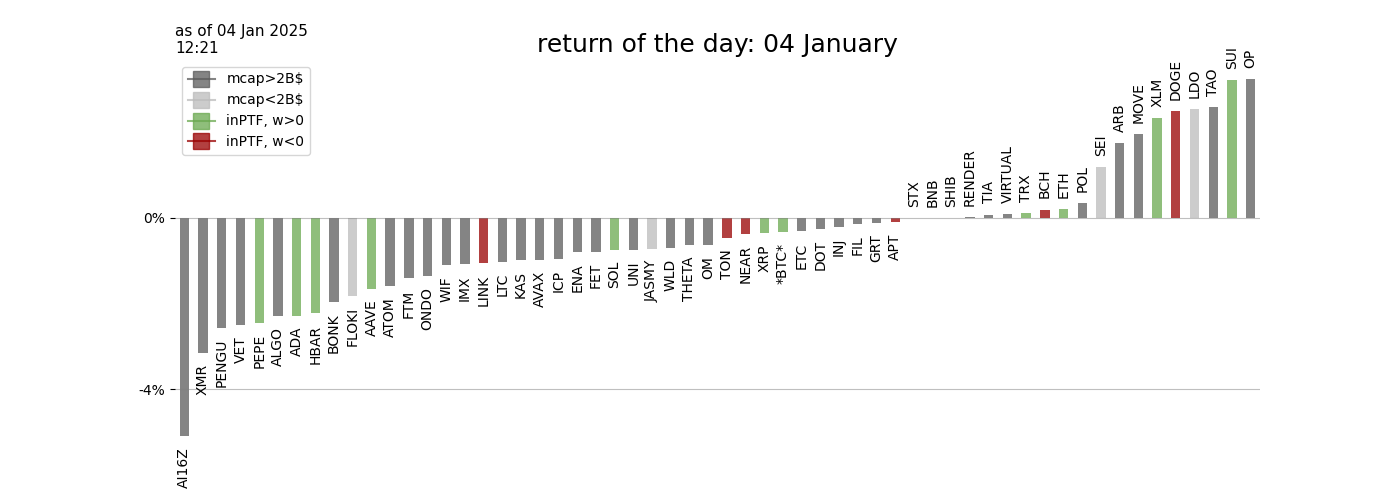 as of 04 Jan 2025
12:21
return of the day: 04 January
mcap>2B$
mcap<2B$
inPTF, w>0
inPTF, w<0
0%
-4%
AI16Z
XMR
PENGU
VET
PEPE
ALGO
ADA
HBAR
BONK
FLOKI
AAVE
ATOM
FTM
ONDO
WIF
IMX
LINK
LTC
KAS
AVAX
ICP
ENA
FET
SOL
UNI
JASMY
WLD
THETA
OM
TON
NEAR
XRP
*BTC*
ETC
DOT
INJ
FIL
GRT
APT
STX
BNB
SHIB
RENDER
TIA
VIRTUAL
TRX
BCH
ETH
POL
SEI
ARB
MOVE
XLM
DOGE
LDO
TAO
SUI
OP